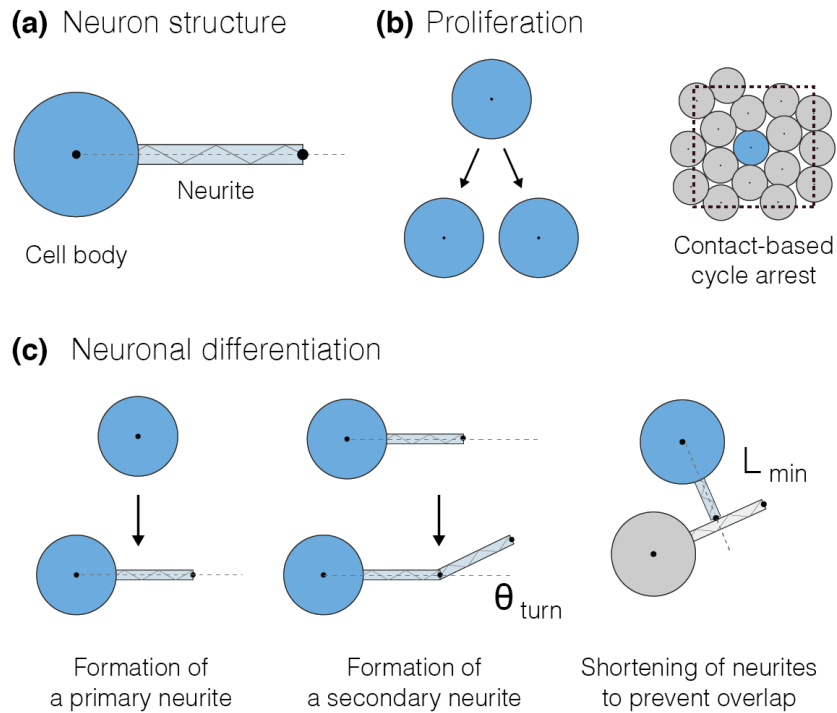 (a) Neuron structure
Neurite
Cell body
(b) Proliferation
Contact-based
cycle arrest
(c) Neuronal differentiation
Formation of
a primary neurite
θ turn
Formation of
a secondary neurite
L min
Shortening of neurites
to prevent overlap